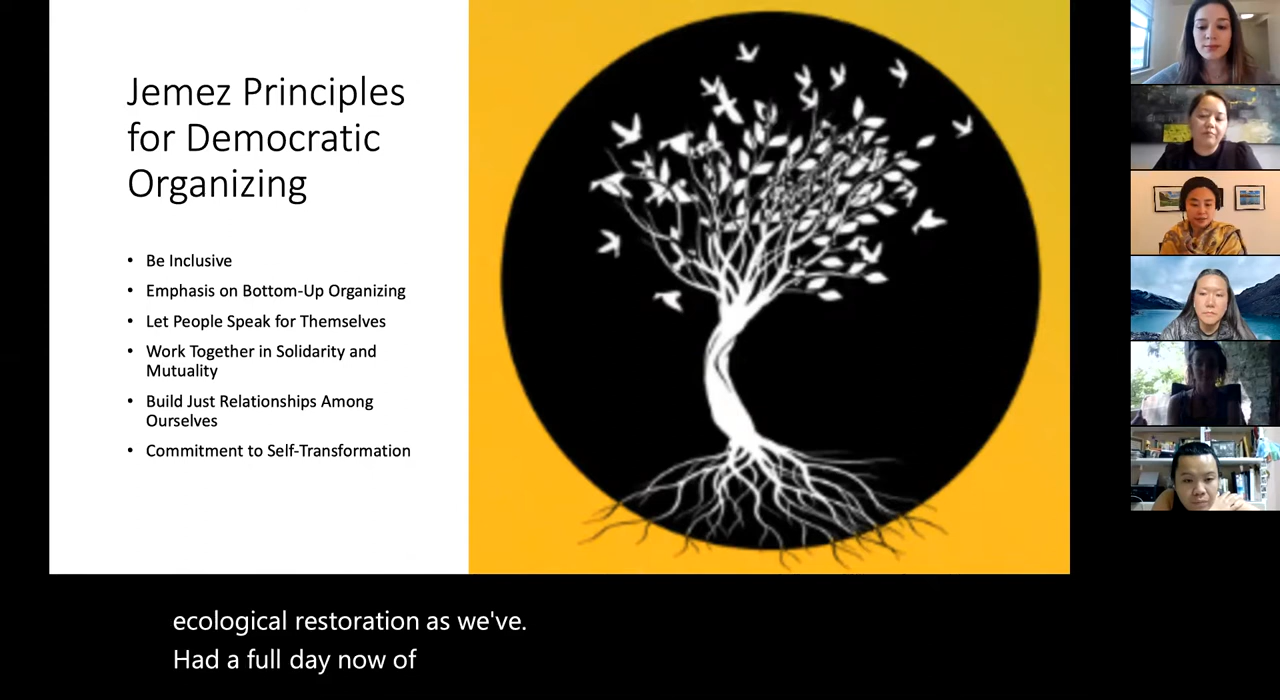 Jemez Principles
for Democratic
Organizing
• Be Inclusive
• Emphasis on Bottom-Up Organizing
• Let People Speak for Themselves
• Work Together in Solidarity and
Mutuality
• Build Just Relationships Among
Ourselves
• Commitment to Self-Transformation
ecological restoration as we've.
Had a full day now of